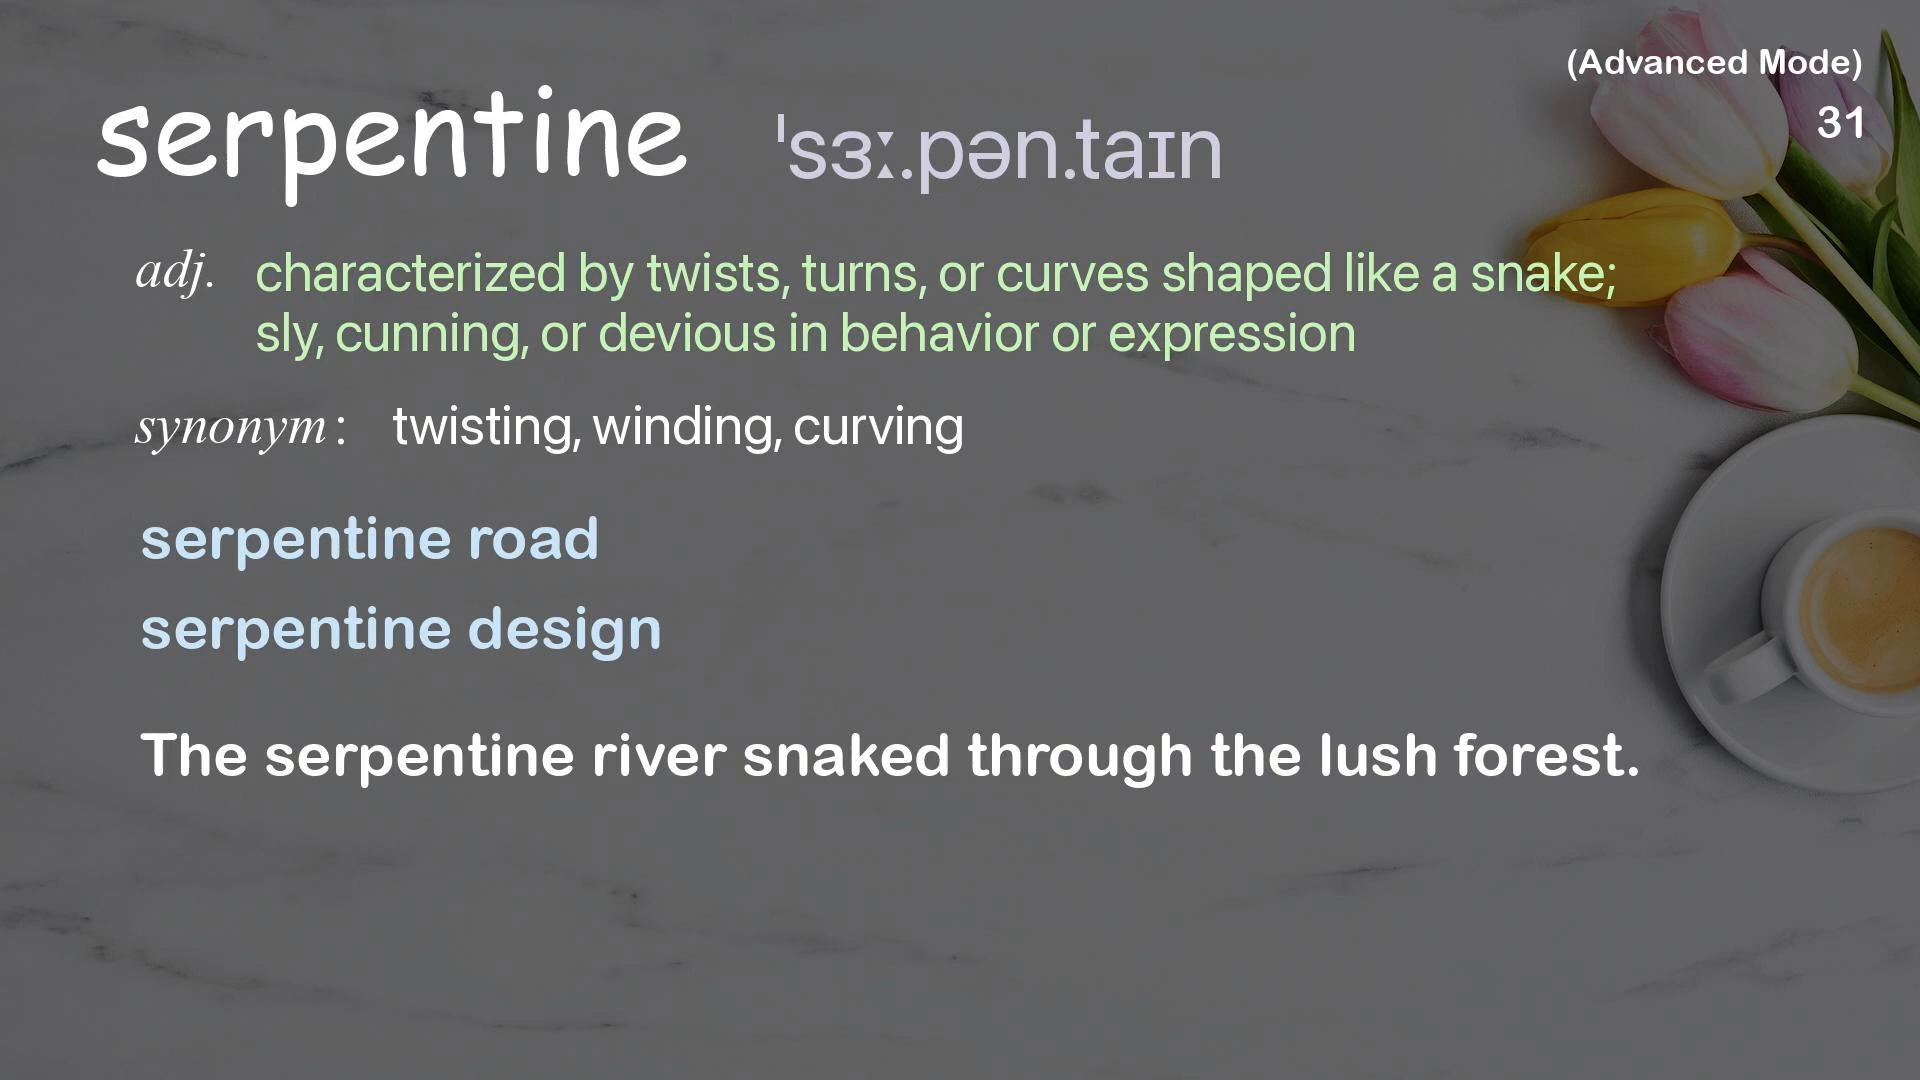 (Advanced Mode)
31
serpentine ˈsɜː.pən.taɪn
adj. characterized by twists, turns, or curves shaped like a snake;
sly, cunning, or devious in behavior or expression
synonym: twisting, winding, curving
serpentine road
serpentine design
The serpentine river snaked through the lush forest.